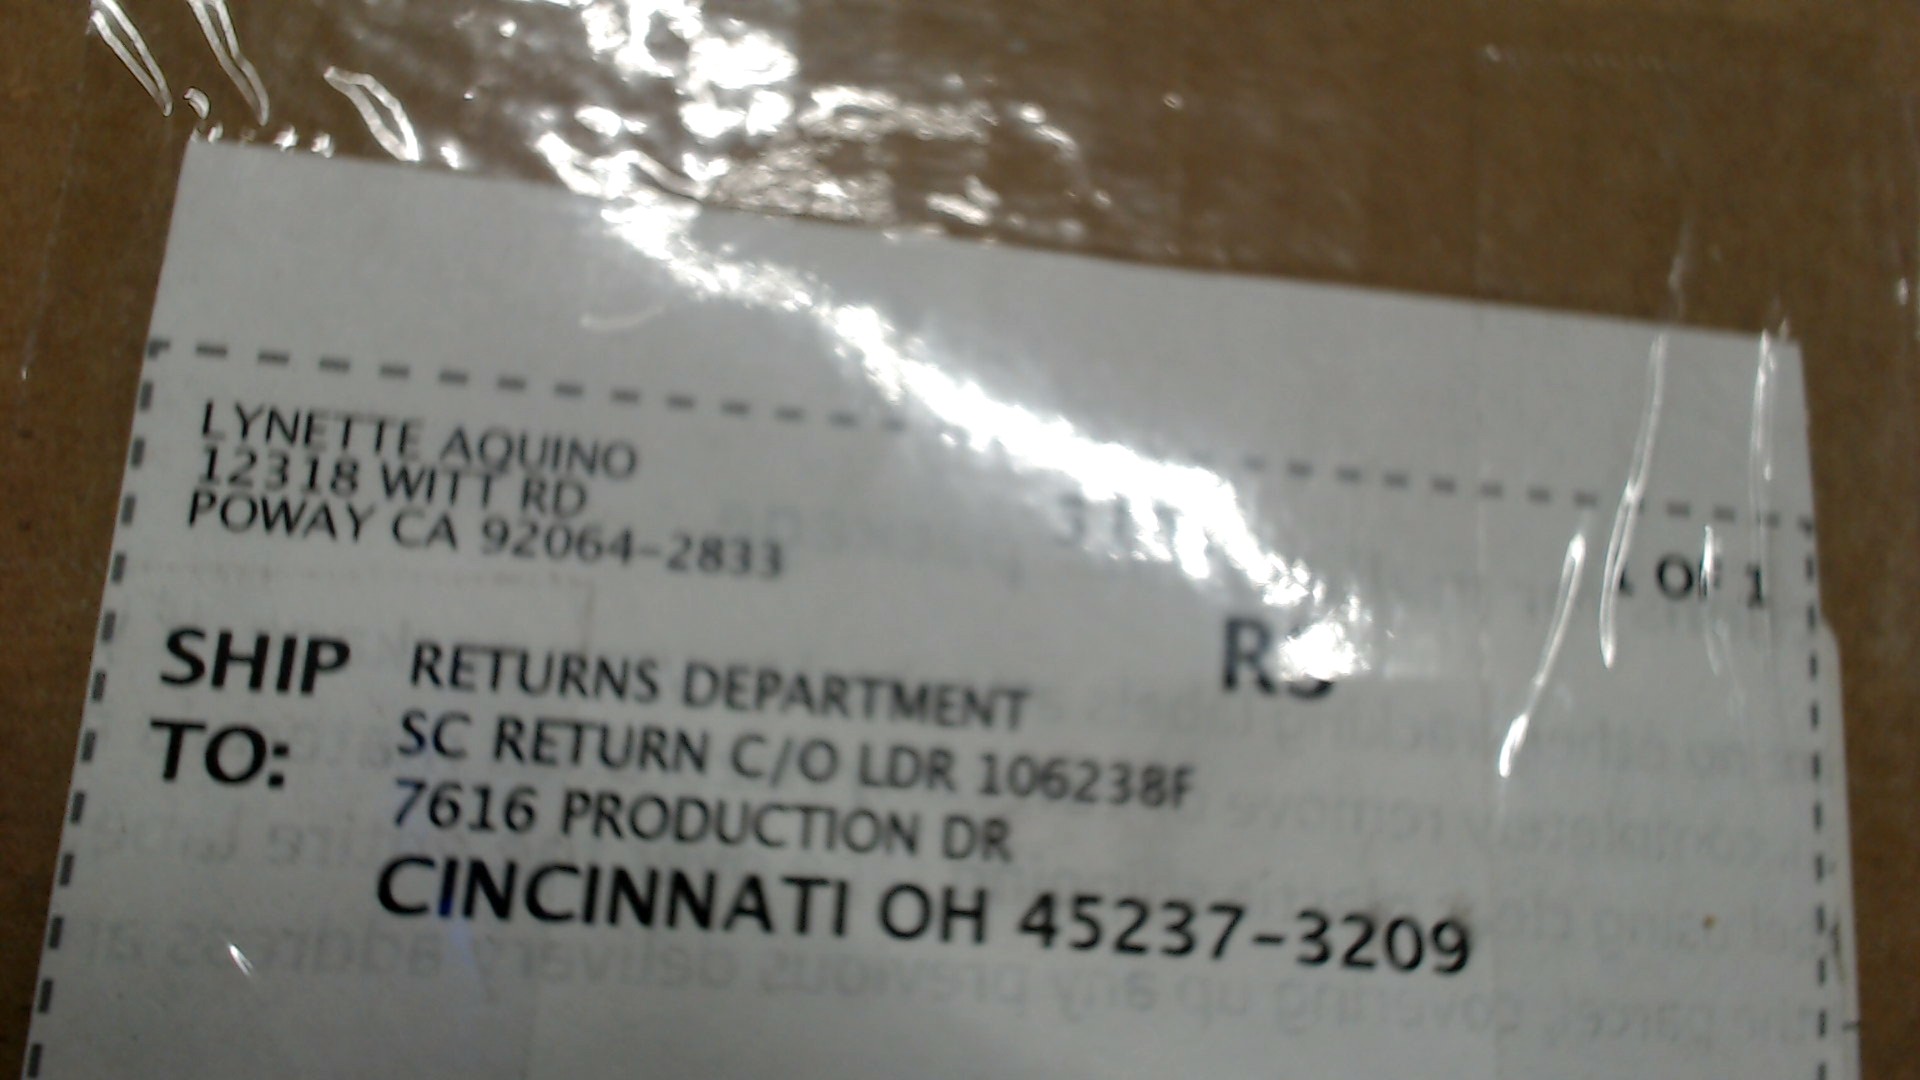 LYNETTE AQUINO
12318 WITT RD
POWAY CA 92064-2833
1 OF 1
RS
SHIP TO:
RETURNS DEPARTMENT
SC RETURN C/O LDR 106238F
7616 PRODUCTION DR
CINCINNATI OH 45237-3209